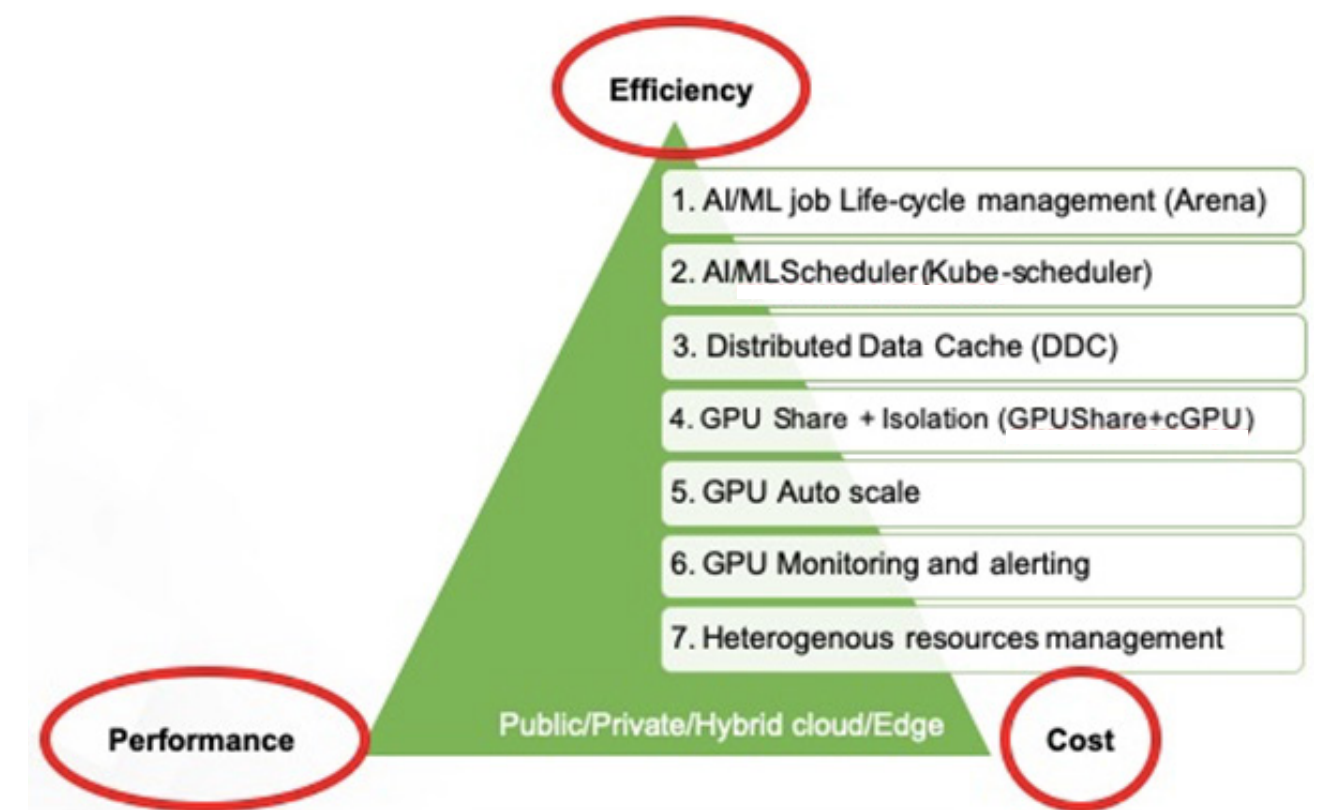 Efficiency
1. AI/ML job Life-cycle management (Arena)
2. AI/MLScheduler(Kube-scheduler)
3. Distributed Data Cache (DDC)
4. GPU Share + Isolation (GPUShare+cGPU)
5. GPU Auto scale
6. GPU Monitoring and alerting
7. Heterogenous resources management
Public/Private/Hybrid cloud/Edge
Performance
Cost